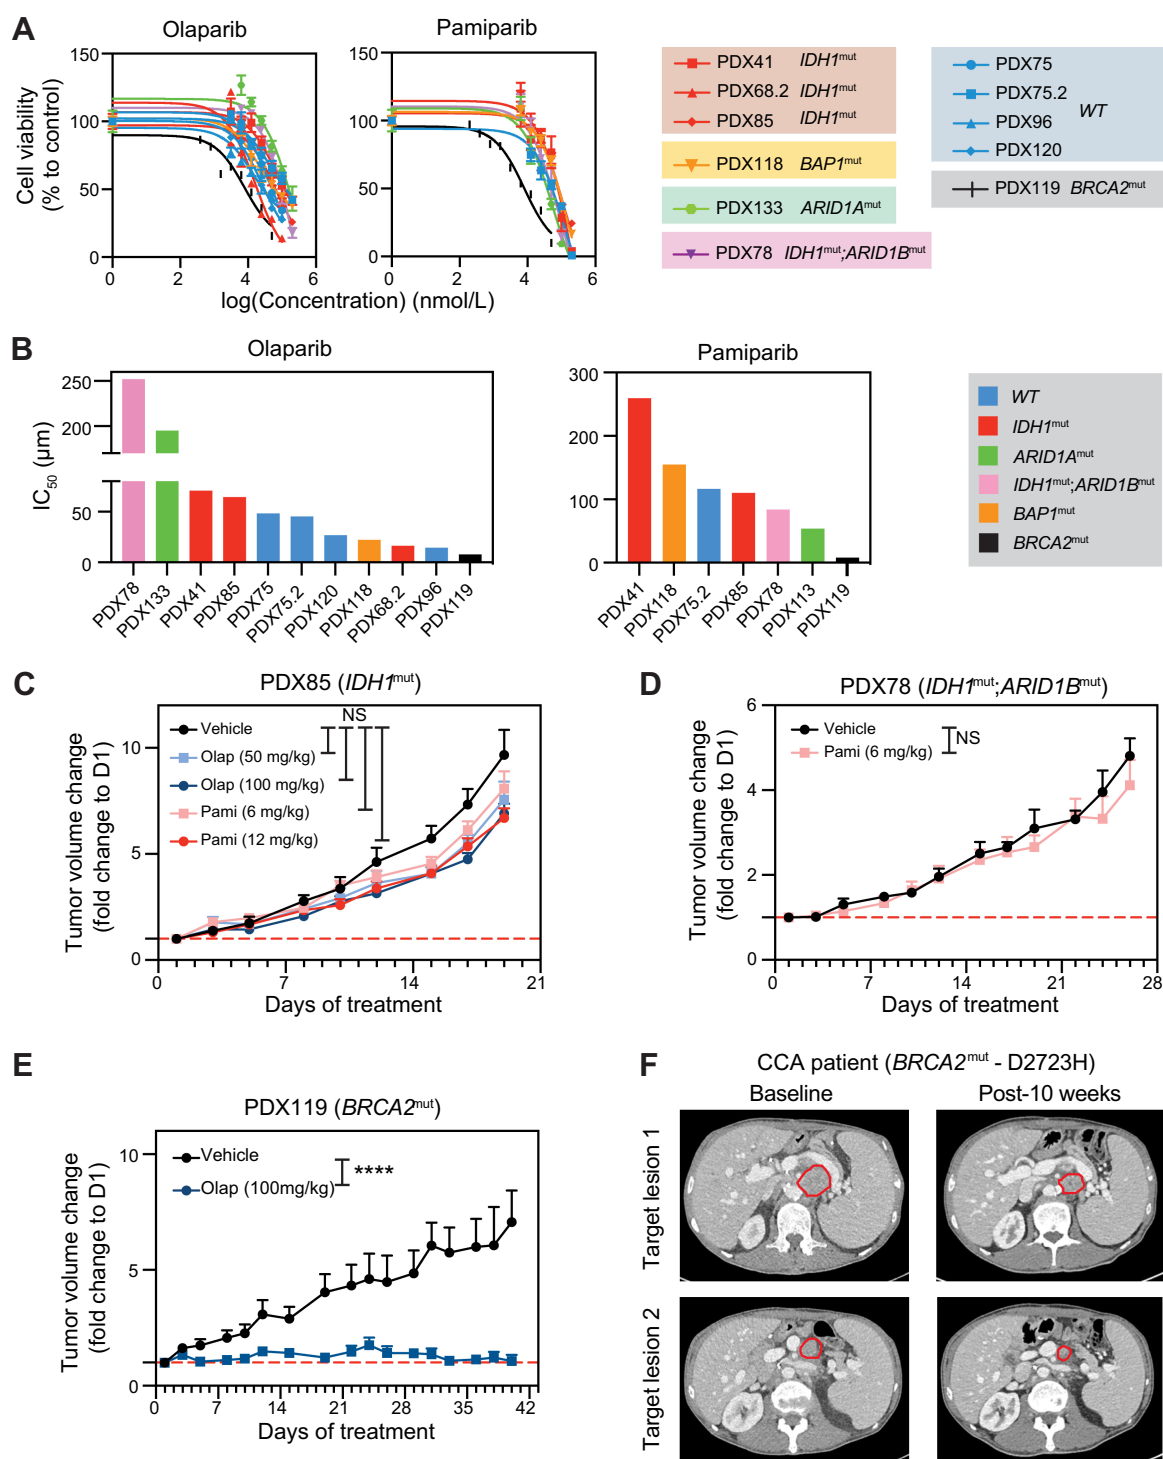 A
Olaparib
Pamiparib
Cell viability
(% to control)
150
100
50
0
0
2
4
6
150
100
50
0
0
2
4
6
log(Concentration) (nmol/L)
PDX41 IDH1mut
PDX68.2 IDH1mut
PDX85 IDH1mut
PDX118 BAP1mut
PDX133 ARID1Amut
PDX78 IDH1mut;ARID1Bmut
PDX75
PDX75.2
PDX96
PDX120
WT
PDX119 BRCA2mut
B
Olaparib
Pamiparib
IC50 (μm)
250
200
50
0
PDX78
PDX133
PDX41
PDX85
PDX75
PDX75.2
PDX120
PDX118
PDX68.2
PDX96
PDX119
300
200
100
0
PDX41
PDX118
PDX75.2
PDX85
PDX78
PDX113
PDX119
WT
IDH1mut
ARID1Amut
IDH1mut;ARID1Bmut
BAP1mut
BRCA2mut
C
PDX85 (IDH1mut)
Tumor volume change
(fold change to D1)
10
5
0
Vehicle
Olap (50 mg/kg)
Olap (100 mg/kg)
Pami (6 mg/kg)
Pami (12 mg/kg)
NS
0
7
14
21
Days of treatment
D
PDX78 (IDH1mut;ARID1Bmut)
Tumor volume change
(fold change to D1)
6
4
2
0
Vehicle
Pami (6 mg/kg)
NS
0
7
14
21
28
Days of treatment
E
PDX119 (BRCA2mut)
Tumor volume change
(fold change to D1)
10
5
0
Vehicle
Olap (100mg/kg)
****
0
7
14
21
28
35
42
Days of treatment
F
CCA patient (BRCA2mut - D2723H)
Baseline
Post-10 weeks
Target lesion 1
Target lesion 2